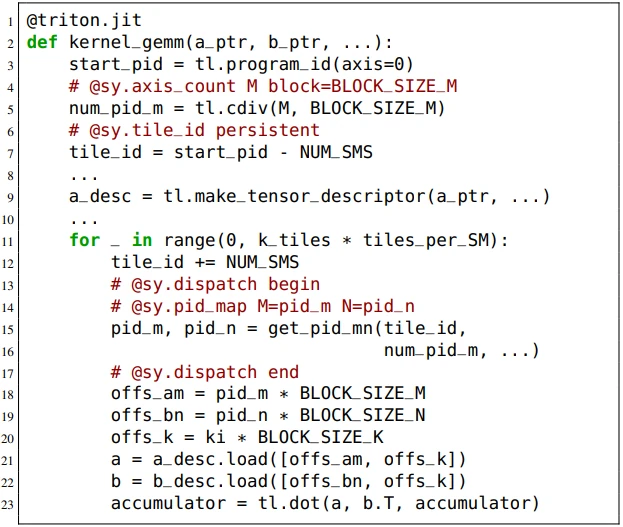 1 @triton.jit
2 def kernel_gemm(a_ptr, b_ptr, ...):
3     start_pid = tl.program_id(axis=0)
4     # @sy.axis_count M block=BLOCK_SIZE_M
5     num_pid_m = tl.cdiv(M, BLOCK_SIZE_M)
6     # @sy.tile_id persistent
7     tile_id = start_pid - NUM_SMS
8     ...
9     a_desc = tl.make_tensor_descriptor(a_ptr, ...)
10     ...
11     for _ in range(0, k_tiles * tiles_per_SM):
12         tile_id += NUM_SMS
13         # @sy.dispatch begin
14         # @sy.pid_map M=pid_m N=pid_n
15         pid_m, pid_n = get_pid_mn(tile_id,
16                                   num_pid_m, ...)
17         # @sy.dispatch end
18         offs_am = pid_m * BLOCK_SIZE_M
19         offs_bn = pid_n * BLOCK_SIZE_N
20         offs_k = ki * BLOCK_SIZE_K
21         a = a_desc.load([offs_am, offs_k])
22         b = b_desc.load([offs_bn, offs_k])
23         accumulator = tl.dot(a, b.T, accumulator)